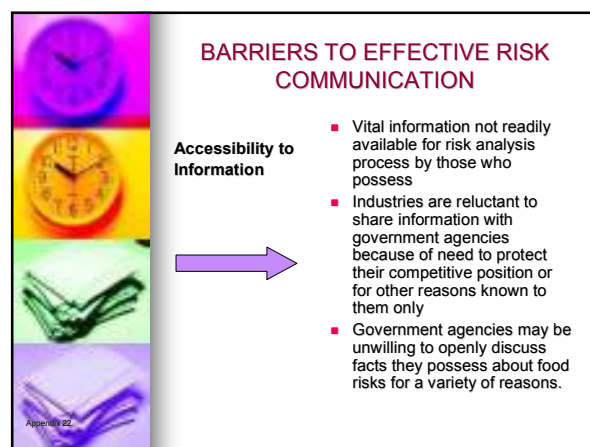 BARRIERS TO EFFECTIVE RISK
COMMUNICATION
Accessibility to
Information
Vital information not readily
available for risk analysis
process by those who
possess
Industries are reluctant to
share information with
government agencies
because of need to protect
their competitive position or
for other reasons known to
them only
Government agencies may be
unwilling to openly discuss
facts they possess about food
risks for a variety of reasons.
Appendix 22